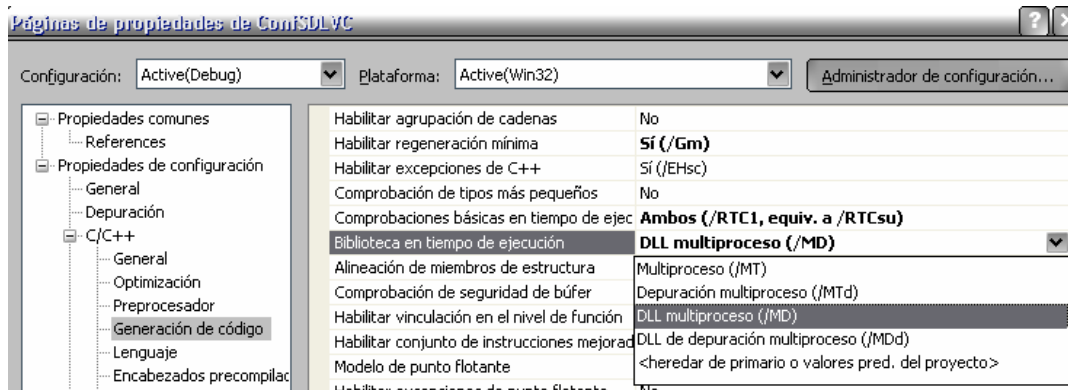 Páginas de propiedades de ConfSDLVC
Configuración: Active(Debug) Plataforma: Active(Win32) Administrador de configuración...
Propiedades comunes
References
Propiedades de configuración
General
Depuración
C/C++
General
Optimización
Preprocesador
Generación de código
Lenguaje
Encabezados precompilac
Habilitar agrupación de cadenas No
Habilitar regeneración mínima Sí (/Gm)
Habilitar excepciones de C++ Sí (/EHsc)
Comprobación de tipos más pequeños No
Comprobaciones básicas en tiempo de ejec Ambos (/RTC1, equiv. a /RTCsu)
Biblioteca en tiempo de ejecución DLL multiproceso (/MD)
Alineación de miembros de estructura
Comprobación de seguridad de búfer
Habilitar vinculación en el nivel de función
Habilitar conjunto de instrucciones mejorad
Modelo de punto flotante
Habilitar excepciones de punto flotante No
Multiproceso (/MT)
Depuración multiproceso (/MTd)
DLL multiproceso (/MD)
DLL de depuración multiproceso (/MDd)
<heredar de primario o valores pred. del proyecto>